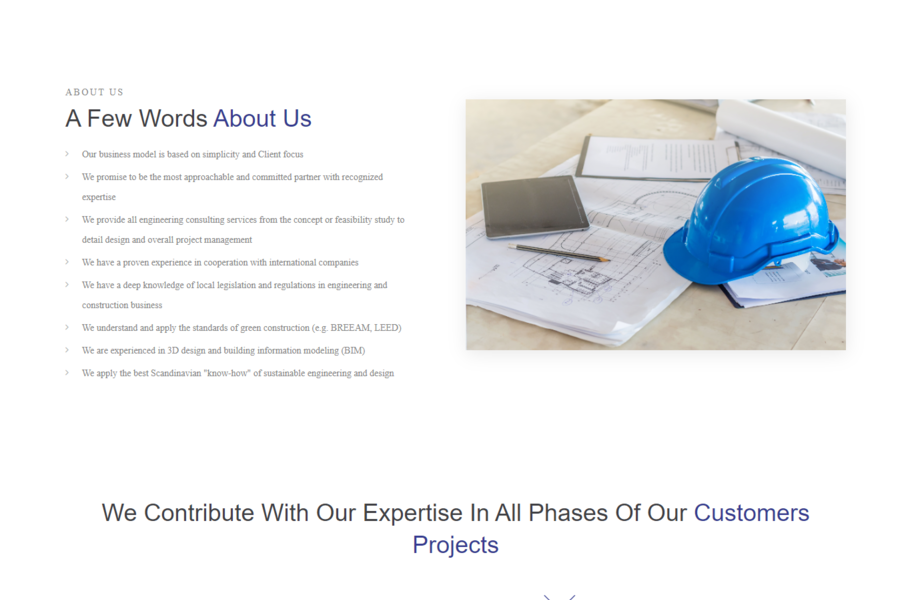 ABOUT US
A Few Words About Us
Our business model is based on simplicity and Client focus
We promise to be the most approachable and committed partner with recognized
expertise
We provide all engineering consulting services from the concept or feasibility study to
detail design and overall project management
We have a proven experience in cooperation with international companies
We have a deep knowledge of local legislation and regulations in engineering and
construction business
We understand and apply the standards of green construction (e.g. BREEAM, LEED)
We are experienced in 3D design and building information modeling (BIM)
We apply the best Scandinavian "know-how" of sustainable engineering and design
We Contribute With Our Expertise In All Phases Of Our Customers
Projects